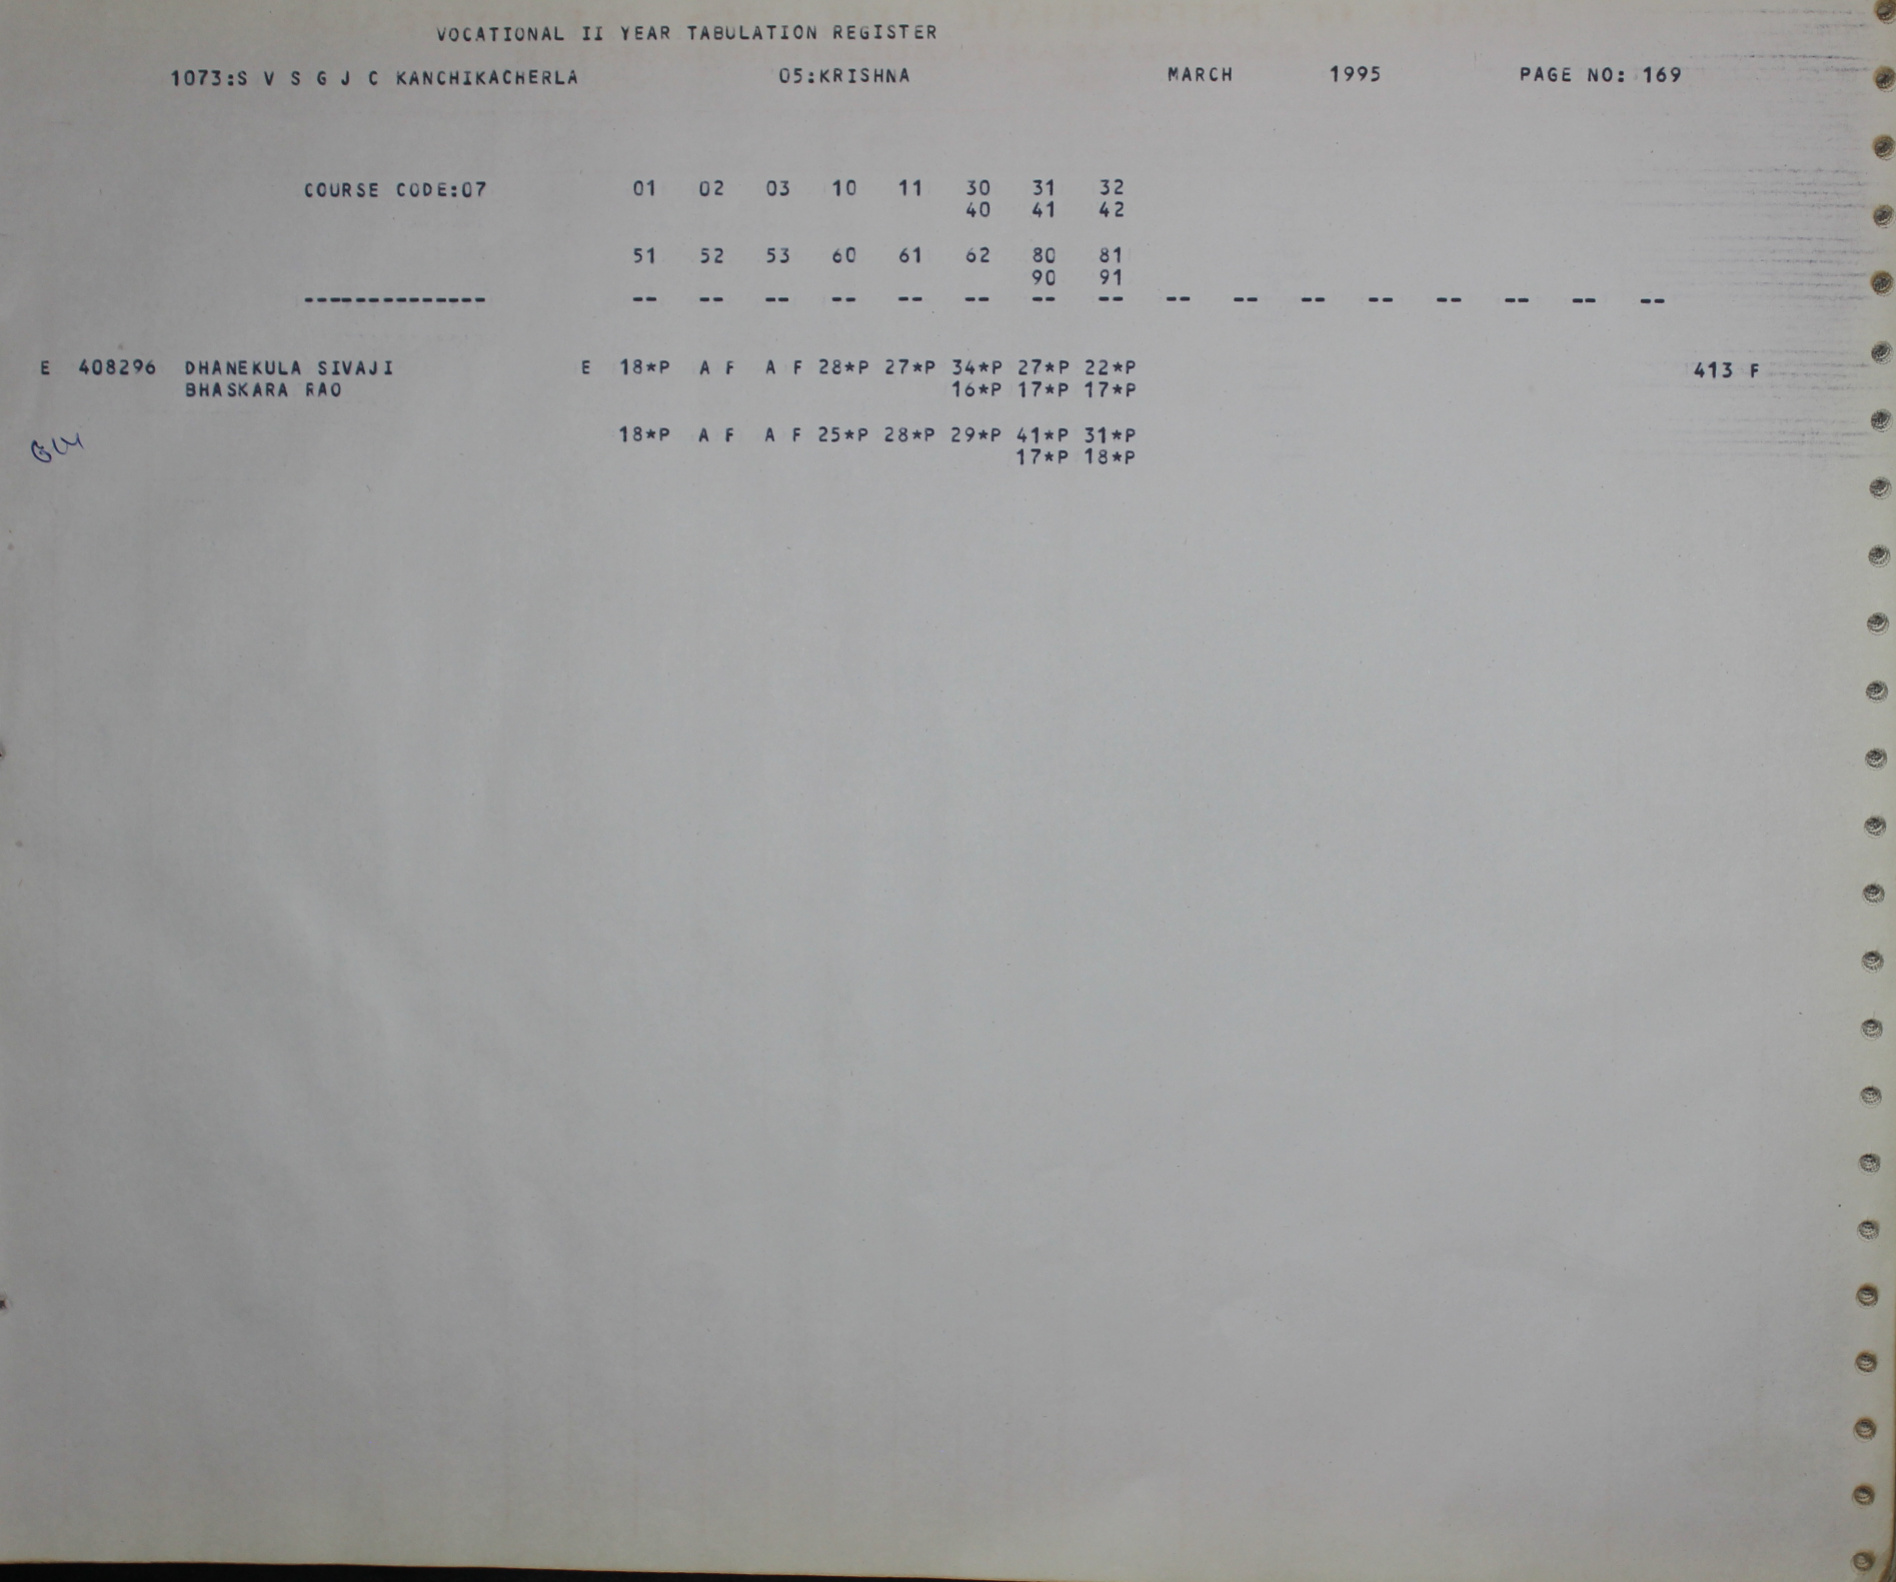 VOCATIONAL II YEAR TABULATION REGISTER
1073:S V S G J C KANCHIKACHERLA 05:KRISHNA MARCH 1995 PAGE NO: 169
COURSE CODE:07 01 02 03 10 11 30 31 32
40 41 42
51 52 53 60 61 62 80 81
90 91
-------------- -- -- -- -- -- -- -- -- -- -- -- -- -- -- -- --
E 408296 DHANEKULA SIVAJI E 18*P A F A F 28*P 27*P 34*P 27*P 22*P 413 F
BHASKARA RAO 16*P 17*P 17*P
18*P A F A F 25*P 28*P 29*P 41*P 31*P
17*P 18*P